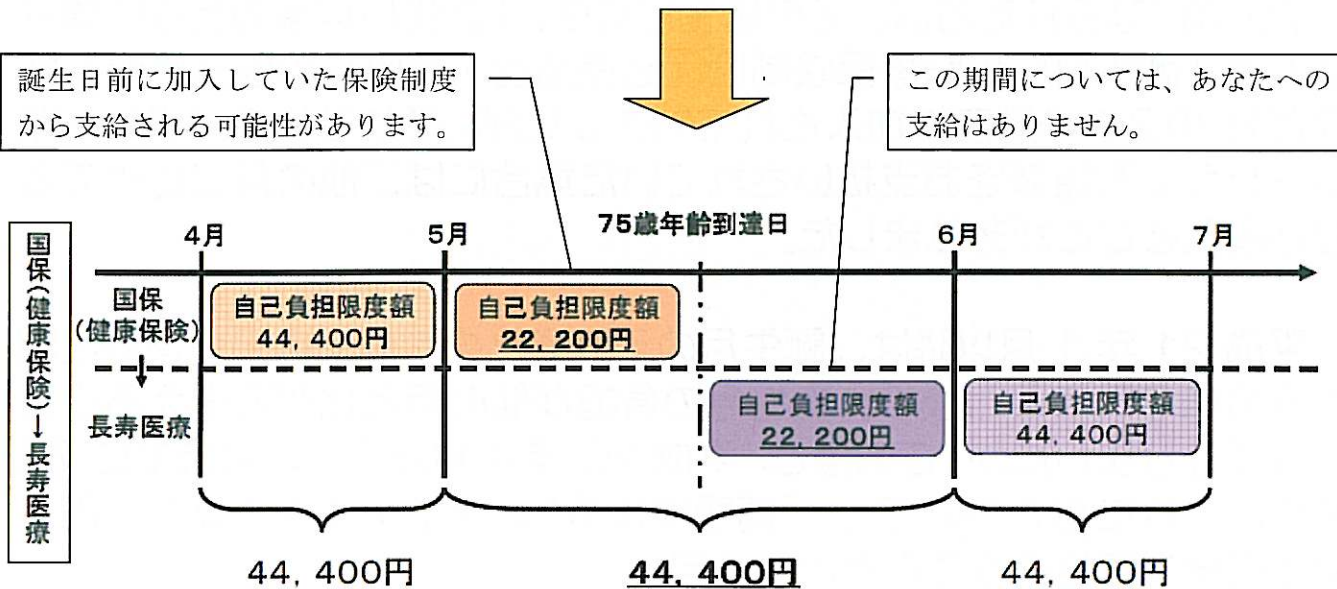 誕生日前に加入していた保険制度
から支給される可能性があります。
この期間については、あなたへの
支給はありません。
国保(健康保険)→長寿医療
4月
5月
75歳年齢到達日
6月
7月
国保
(健康保険)
↓
長寿医療
自己負担限度額
44,400円
自己負担限度額
22,200円
自己負担限度額
22,200円
自己負担限度額
44,400円
44,400円
44,400円
44,400円